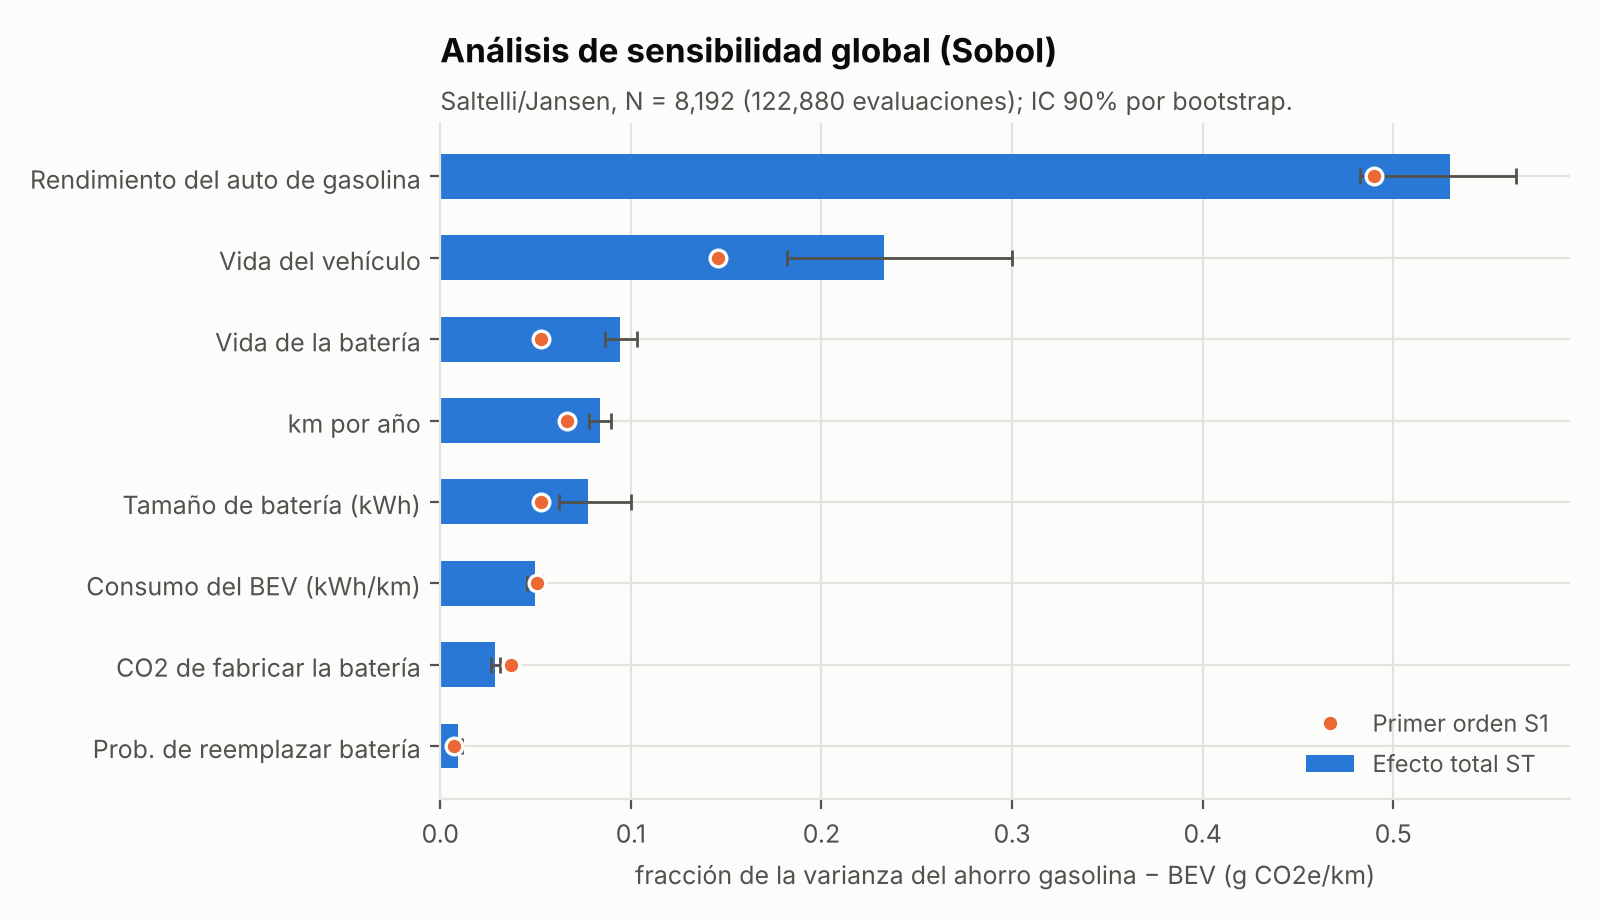 Análisis de sensibilidad global (Sobol)
Saltelli/Jansen, N = 8,192 (122,880 evaluaciones); IC 90% por bootstrap.
Rendimiento del auto de gasolina
Vida del vehículo
Vida de la batería
km por año
Tamaño de batería (kWh)
Consumo del BEV (kWh/km)
CO2 de fabricar la batería
Prob. de reemplazar batería
Primer orden S1
Efecto total ST
0.0 0.1 0.2 0.3 0.4 0.5
fracción de la varianza del ahorro gasolina − BEV (g CO2e/km)